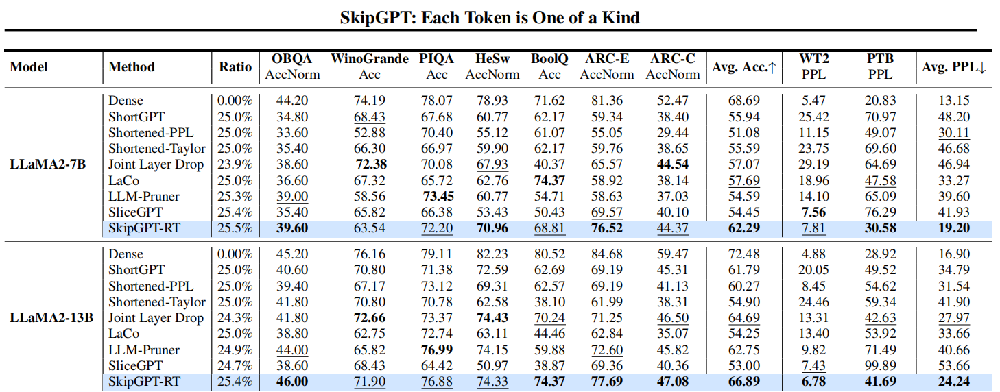 SkipGPT: Each Token is One of a Kind
Model Method Ratio OBQA WinoGrande PIQA HeSw BoolQ ARC-E ARC-C Avg. Acc.↑ WT2 PTB Avg. PPL↓
AccNorm Acc Acc AccNorm Acc AccNorm AccNorm PPL PPL
Dense 0.00% 44.20 74.19 78.07 78.93 71.62 81.36 52.47 68.69 5.47 20.83 13.15
ShortGPT 25.0% 34.80 68.43 67.68 60.77 62.17 59.34 38.40 55.94 25.42 70.97 48.20
Shortened-PPL 25.0% 33.60 52.88 70.40 55.12 61.07 55.05 29.44 51.08 11.15 49.07 30.11
Shortened-Taylor 25.0% 35.40 66.30 66.97 59.90 62.17 59.76 38.65 55.59 23.75 69.60 46.68
LLaMA2-7B Joint Layer Drop 23.9% 38.60 72.38 70.08 67.93 40.37 65.57 44.54 57.07 29.19 64.69 46.94
LaCo 25.0% 36.60 67.32 65.72 62.76 74.37 58.92 38.14 57.69 18.96 47.58 33.27
LLM-Pruner 25.3% 39.00 58.56 73.45 60.77 54.71 58.63 37.03 54.59 14.10 65.09 39.60
SliceGPT 25.4% 35.40 65.82 66.38 53.43 50.43 69.57 40.10 54.45 7.56 76.29 41.93
SkipGPT-RT 25.5% 39.60 63.54 72.20 70.96 68.81 76.52 44.37 62.29 7.81 30.58 19.20
Dense 0.00% 45.20 76.16 79.11 82.23 80.52 84.68 59.47 72.48 4.88 28.92 16.90
ShortGPT 25.0% 40.60 70.80 71.38 72.59 62.69 69.19 45.31 61.79 20.05 49.52 34.79
Shortened-PPL 25.0% 39.40 67.17 73.12 69.31 62.57 69.19 41.13 60.27 8.45 54.62 31.54
Shortened-Taylor 25.0% 41.80 70.80 70.78 62.58 38.10 61.99 38.31 54.90 24.46 59.34 41.90
LLaMA2-13B Joint Layer Drop 24.3% 41.80 72.66 73.37 74.43 70.24 71.25 46.50 64.69 13.31 42.63 27.97
LaCo 25.0% 38.80 62.75 72.74 63.11 44.46 62.84 35.07 54.25 13.40 53.92 33.66
LLM-Pruner 24.9% 44.00 65.82 76.99 74.15 59.88 72.60 45.82 62.75 9.82 71.49 40.66
SliceGPT 24.7% 38.60 68.43 64.42 50.97 38.87 69.36 40.36 53.00 7.43 99.89 53.66
SkipGPT-RT 25.4% 46.00 71.90 76.88 74.33 74.37 77.69 47.08 66.89 6.78 41.69 24.24